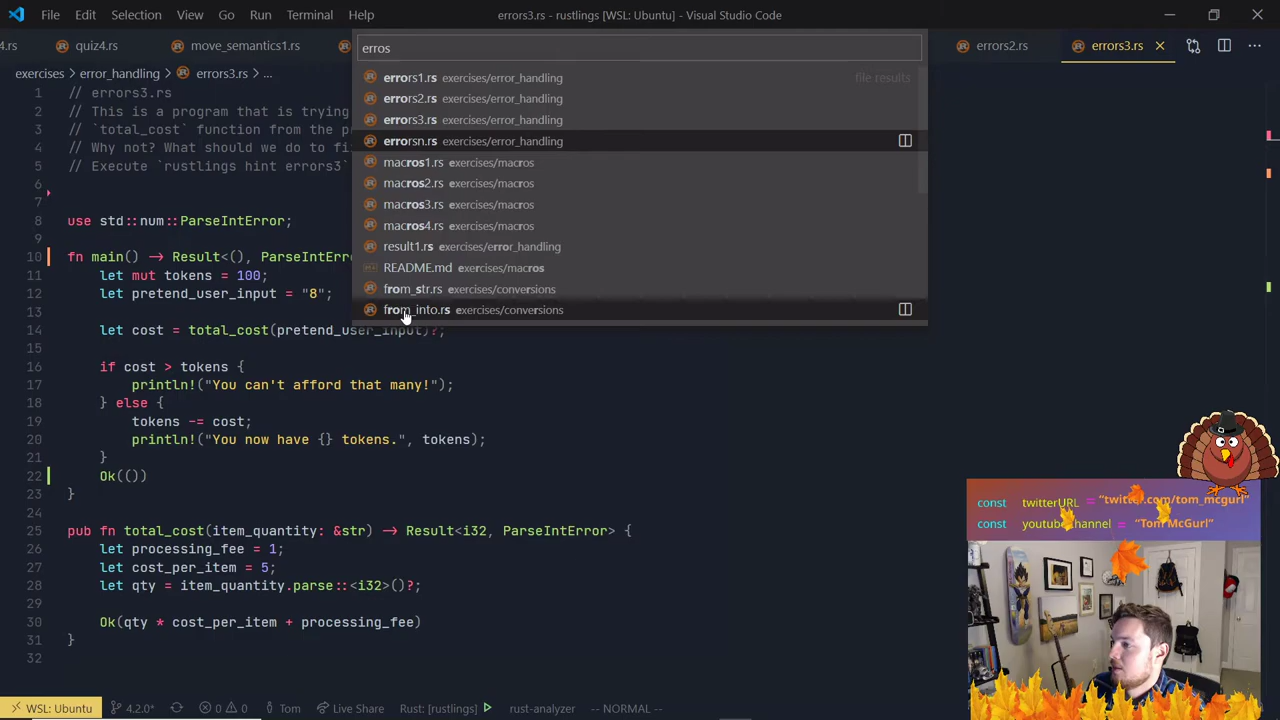 File Edit Selection View Go Run Terminal Help errors3.rs - rustlings [WSL: Ubuntu] - Visual Studio Code
4.rs quiz4.rs move_semantics1.rs errors2.rs errors3.rs
erros
exercises > error_handling > errors3.rs > ...
errors1.rs exercises/error_handling file results
errors2.rs exercises/error_handling
errors3.rs exercises/error_handling
errorsn.rs exercises/error_handling
macros1.rs exercises/macros
macros2.rs exercises/macros
macros3.rs exercises/macros
macros4.rs exercises/macros
result1.rs exercises/error_handling
README.md exercises/macros
from_str.rs exercises/conversions
from_into.rs exercises/conversions
1 // errors3.rs
2 // This is a program that is trying
3 // `total_cost` function from the p
4 // Why not? What should we do to fi
5 // Execute `rustlings hint errors3`
6
7
8 use std::num::ParseIntError;
9
10 fn main() -> Result<(), ParseIntErr
11 let mut tokens = 100;
12 let pretend_user_input = "8";
14 let cost = total_cost(pretend_user_input)?;
15
16 if cost > tokens {
17 println!("You can't afford that many!");
18 } else {
19 tokens -= cost;
20 println!("You now have {} tokens.", tokens);
21 }
22 Ok(())
23 }
25 pub fn total_cost(item_quantity: &str) -> Result<i32, ParseIntError> {
26 let processing_fee = 1;
27 let cost_per_item = 5;
28 let qty = item_quantity.parse::<i32>()?;
29
30 Ok(qty * cost_per_item + processing_fee)
31 }
32
const twitterURL = "twitter.com/tom_mcgurl"
const youtubeChannel = "Tom McGurl"
WSL: Ubuntu 4.2.0* 0 0 Tom Live Share Rust: [rustlings] rust-analyzer -- NORMAL --